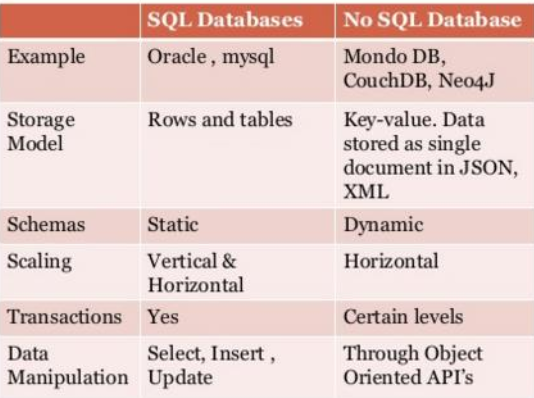 SQL Databases No SQL Database
Example Oracle , mysql Mondo DB,
CouchDB, Neo4J
Storage Rows and tables Key-value. Data
Model stored as single
document in JSON,
XML
Schemas Static Dynamic
Scaling Vertical & Horizontal
Horizontal
Transactions Yes Certain levels
Data Select, Insert , Through Object
Manipulation Update Oriented API's